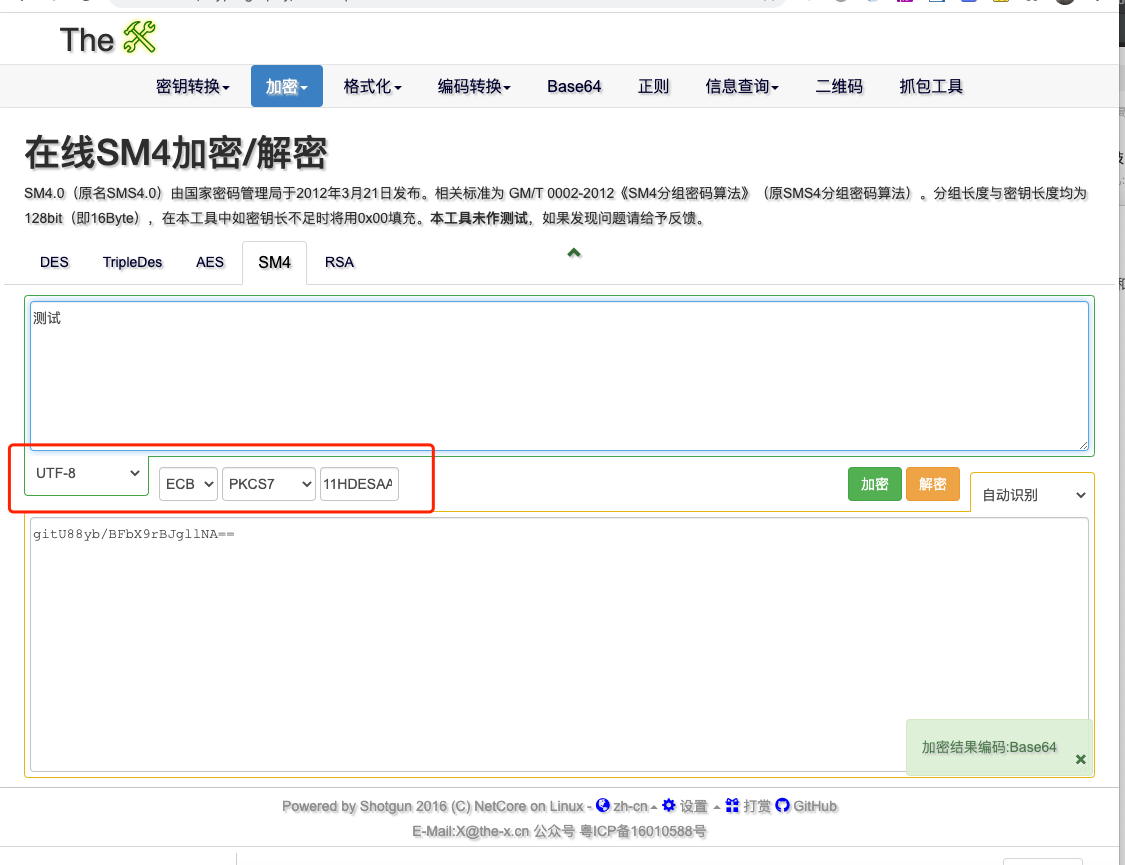 The
密钥转换
加密
格式化
编码转换
Base64
正则
信息查询
二维码
抓包工具
在线SM4加密/解密
SM4.0（原名SMS4.0）由国家密码管理局于2012年3月21日发布。相关标准为 GM/T 0002-2012《SM4分组密码算法》（原SMS4分组密码算法）。分组长度与密钥长度均为
128bit（即16Byte），在本工具中如密钥长不足时将用0x00填充。本工具未作测试，如果发现问题请给予反馈。
DES
TripleDes
AES
SM4
RSA
测试
UTF-8
ECB
PKCS7
11HDESAA
加密
解密
自动识别
gitU88yb/BFbX9rBJgllNA==
加密结果编码:Base64
Powered by Shotgun 2016 (C) NetCore on Linux - zh-cn 设置 打赏 GitHub
E-Mail:X@the-x.cn 公众号 粤ICP备16010588号